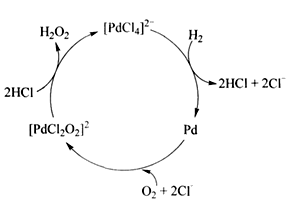 H₂O₂
[PdCl₄]²⁻
H₂
2HCl
2HCl + 2Cl⁻
[PdCl₂O₂]²
Pd
O₂ + 2Cl⁻